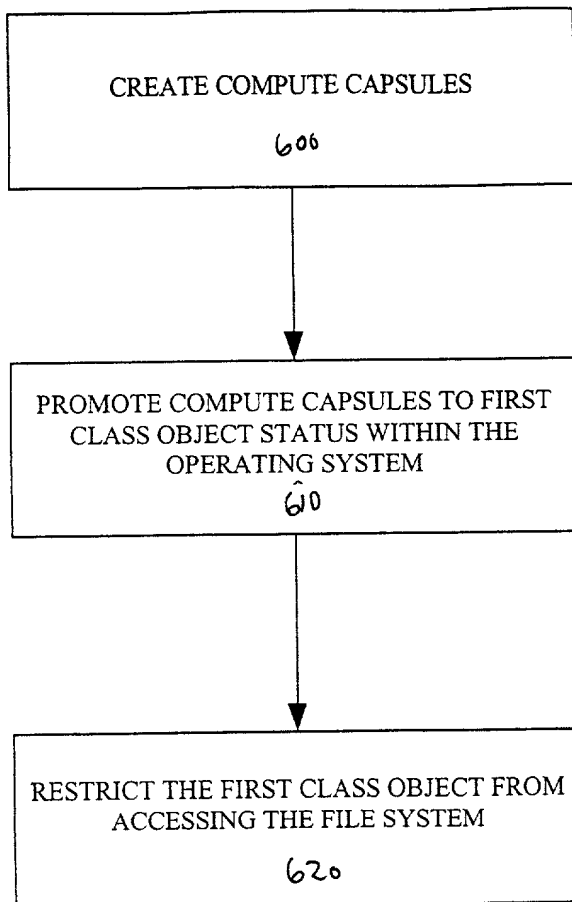 CREATE COMPUTE CAPSULES
600
PROMOTE COMPUTE CAPSULES TO FIRST
CLASS OBJECT STATUS WITHIN THE
OPERATING SYSTEM
610
RESTRICT THE FIRST CLASS OBJECT FROM
ACCESSING THE FILE SYSTEM
620